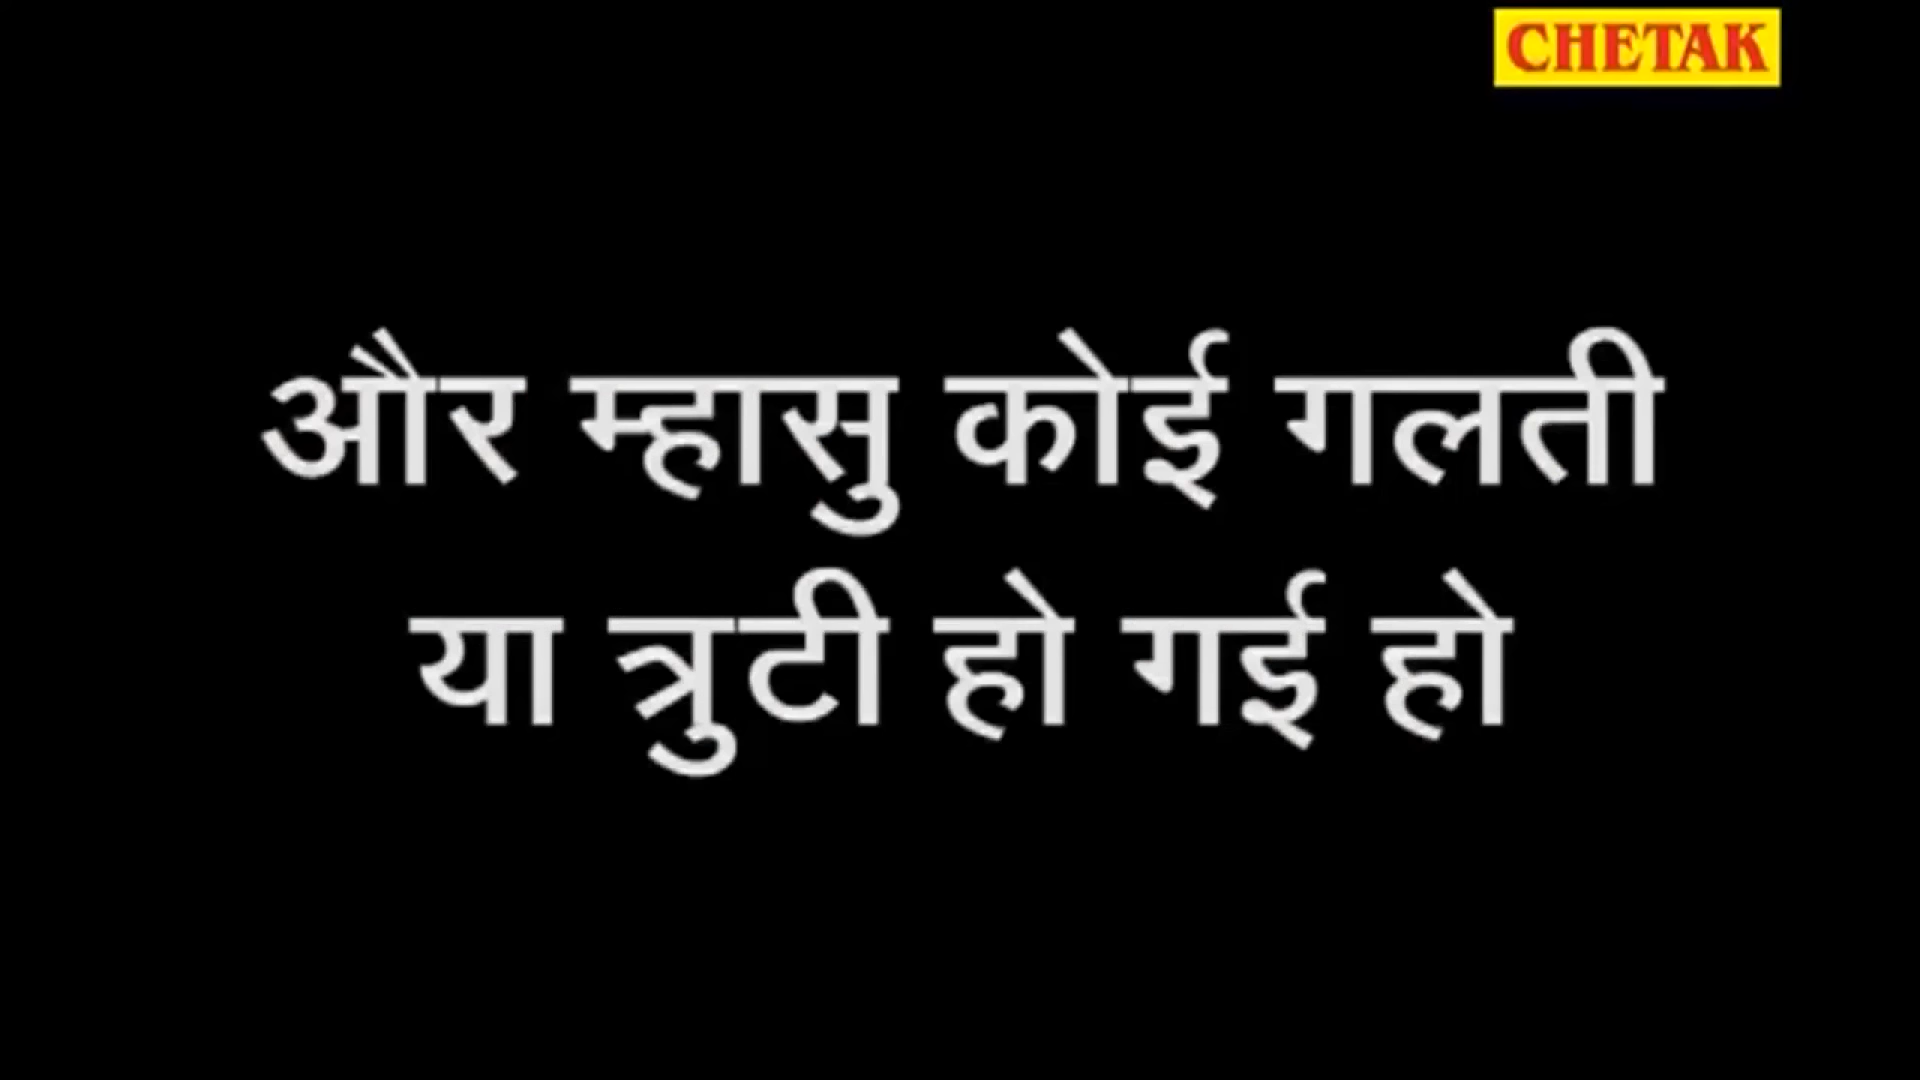 CHETAK
और म्हासु कोई गलती
या त्रुटी हो गई हो